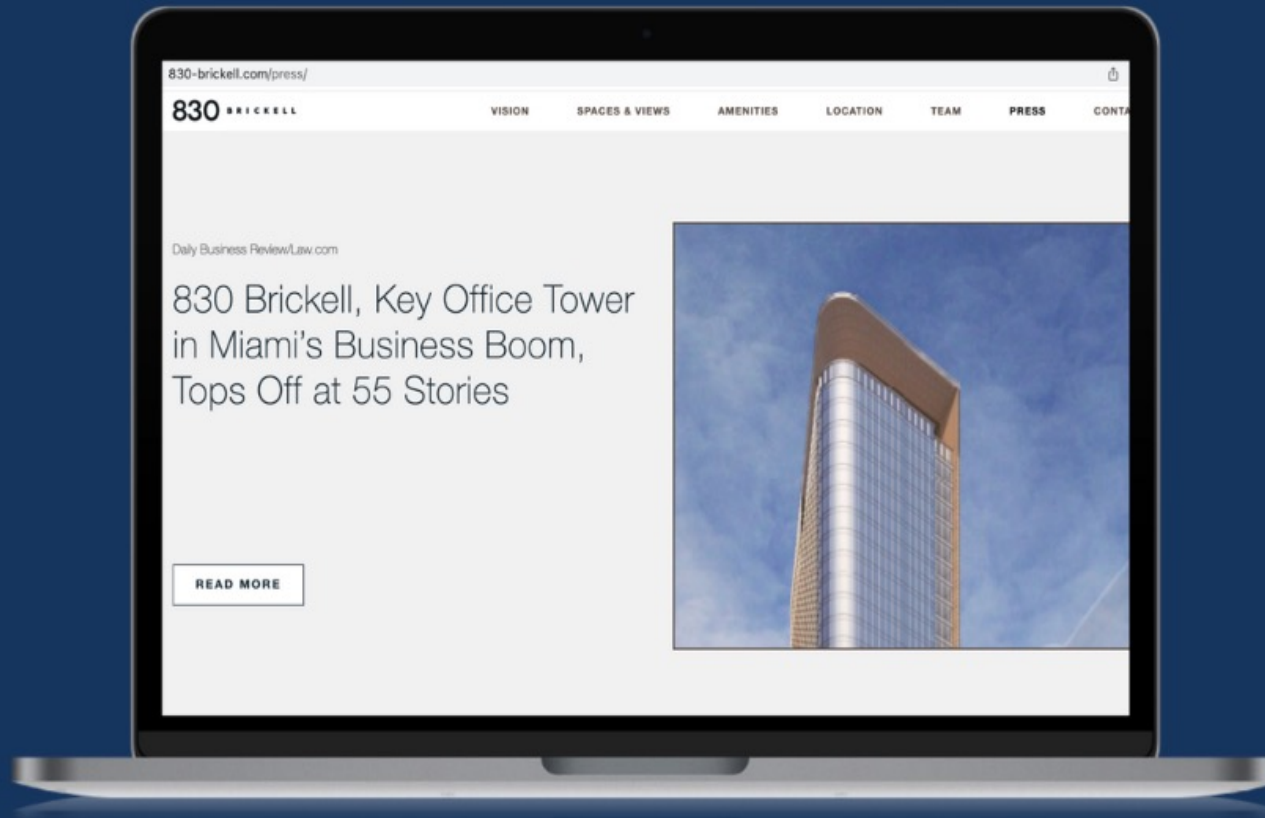 830-brickell.com/press/
830 BRICKELL
VISION SPACES & VIEWS AMENITIES LOCATION TEAM PRESS CONTA
Daily Business Review/Law.com
830 Brickell, Key Office Tower
in Miami's Business Boom,
Tops Off at 55 Stories
READ MORE